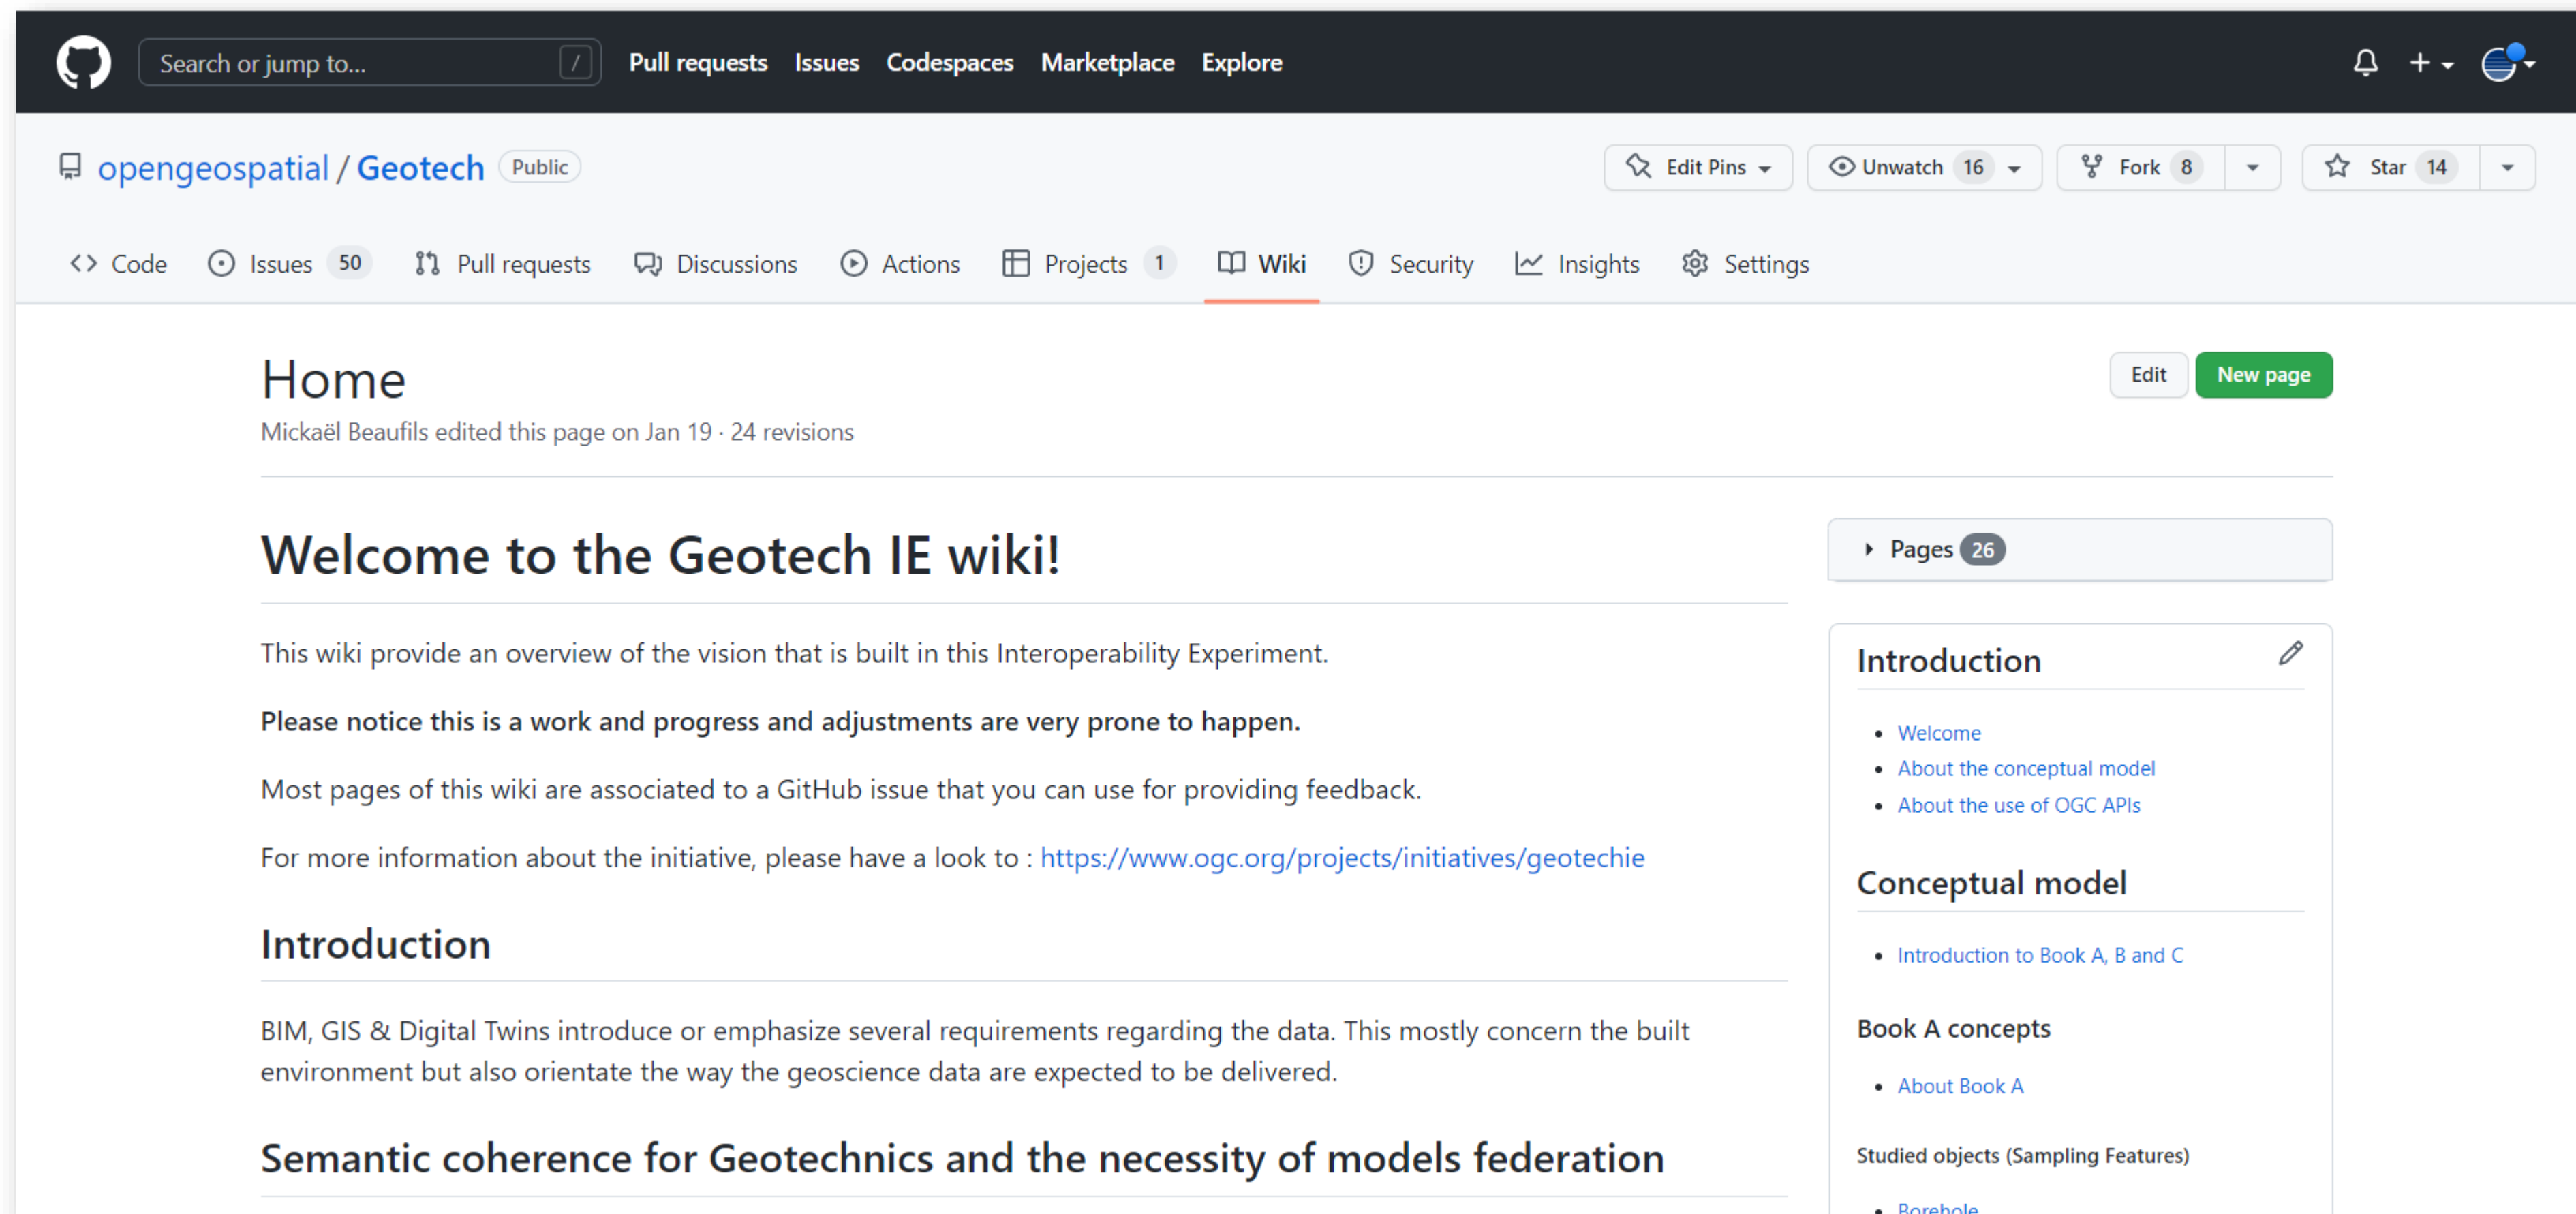 Search or jump to... /
Pull requests Issues Codespaces Marketplace Explore
opengeospatial / Geotech Public
Edit Pins Unwatch 16 Fork 8 Star 14
Code Issues 50 Pull requests Discussions Actions Projects 1 Wiki Security Insights Settings
Home
Edit New page
Mickaël Beaufils edited this page on Jan 19 · 24 revisions
Welcome to the Geotech IE wiki!
This wiki provide an overview of the vision that is built in this Interoperability Experiment.
Please notice this is a work and progress and adjustments are very prone to happen.
Most pages of this wiki are associated to a GitHub issue that you can use for providing feedback.
For more information about the initiative, please have a look to : https://www.ogc.org/projects/initiatives/geotechie
Introduction
BIM, GIS & Digital Twins introduce or emphasize several requirements regarding the data. This mostly concern the built
environment but also orientate the way the geoscience data are expected to be delivered.
Semantic coherence for Geotechnics and the necessity of models federation
Pages 26
Introduction
Welcome
About the conceptual model
About the use of OGC APIs
Conceptual model
Introduction to Book A, B and C
Book A concepts
About Book A
Studied objects (Sampling Features)
Borehole